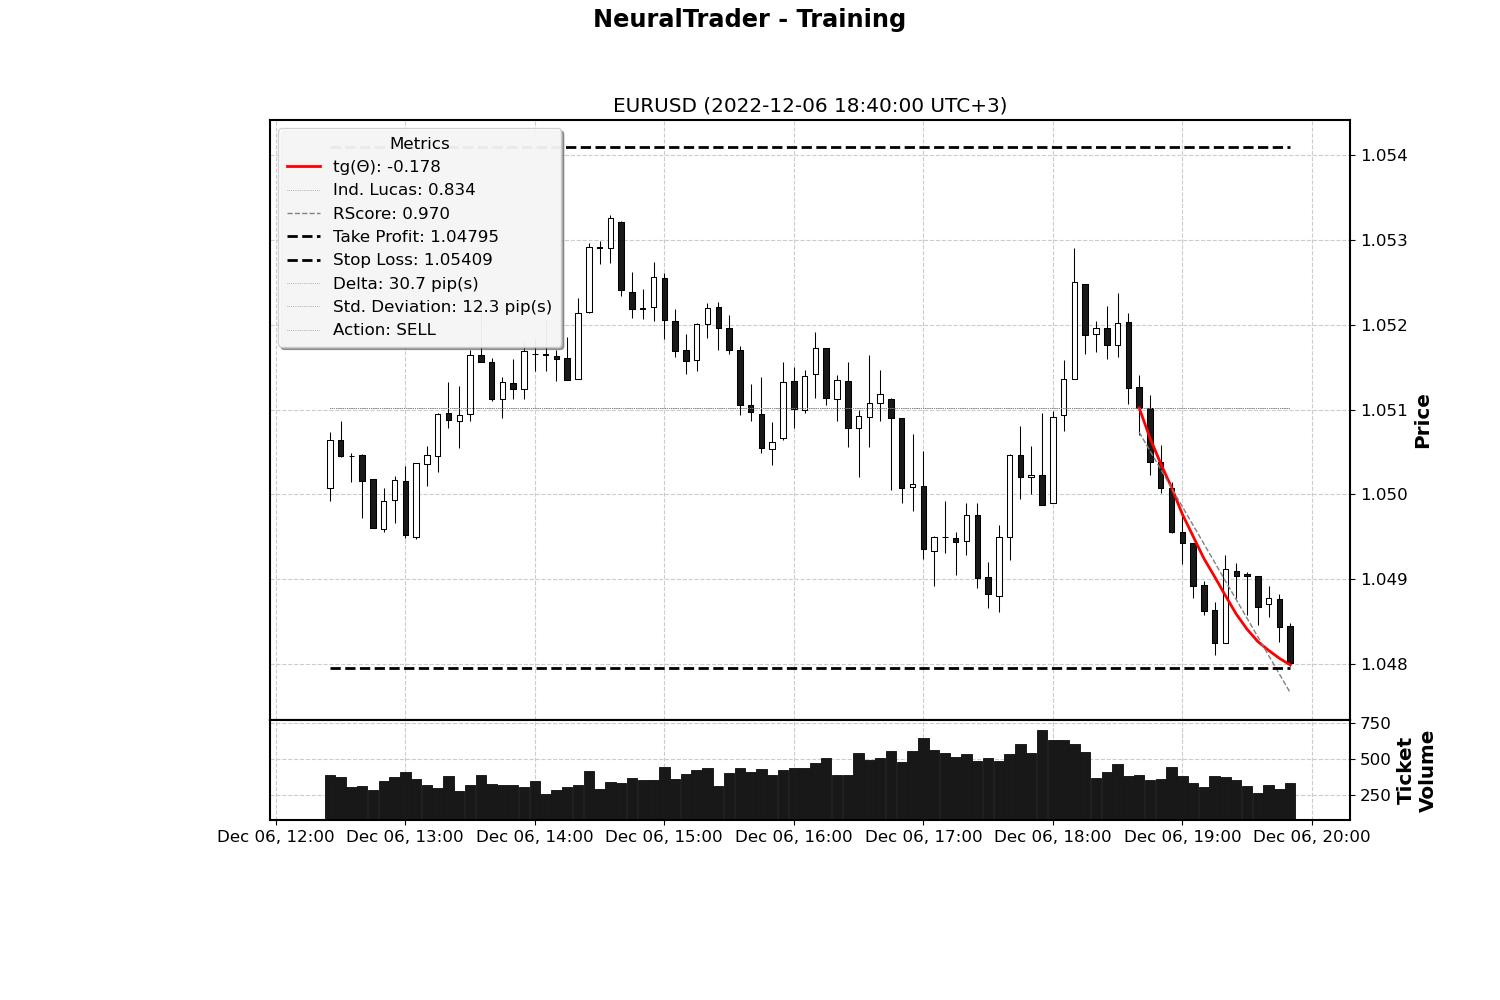 NeuralTrader - Training
EURUSD (2022-12-06 18:40:00 UTC+3)
Metrics
tg(Θ): -0.178
Ind. Lucas: 0.834
RScore: 0.970
Take Profit: 1.04795
Stop Loss: 1.05409
Delta: 30.7 pip(s)
Std. Deviation: 12.3 pip(s)
Action: SELL
1.054
1.053
1.052
1.051
1.050
1.049
1.048
Price
750
500
250
Ticket
Volume
Dec 06, 12:00 Dec 06, 13:00 Dec 06, 14:00 Dec 06, 15:00 Dec 06, 16:00 Dec 06, 17:00 Dec 06, 18:00 Dec 06, 19:00 Dec 06, 20:00